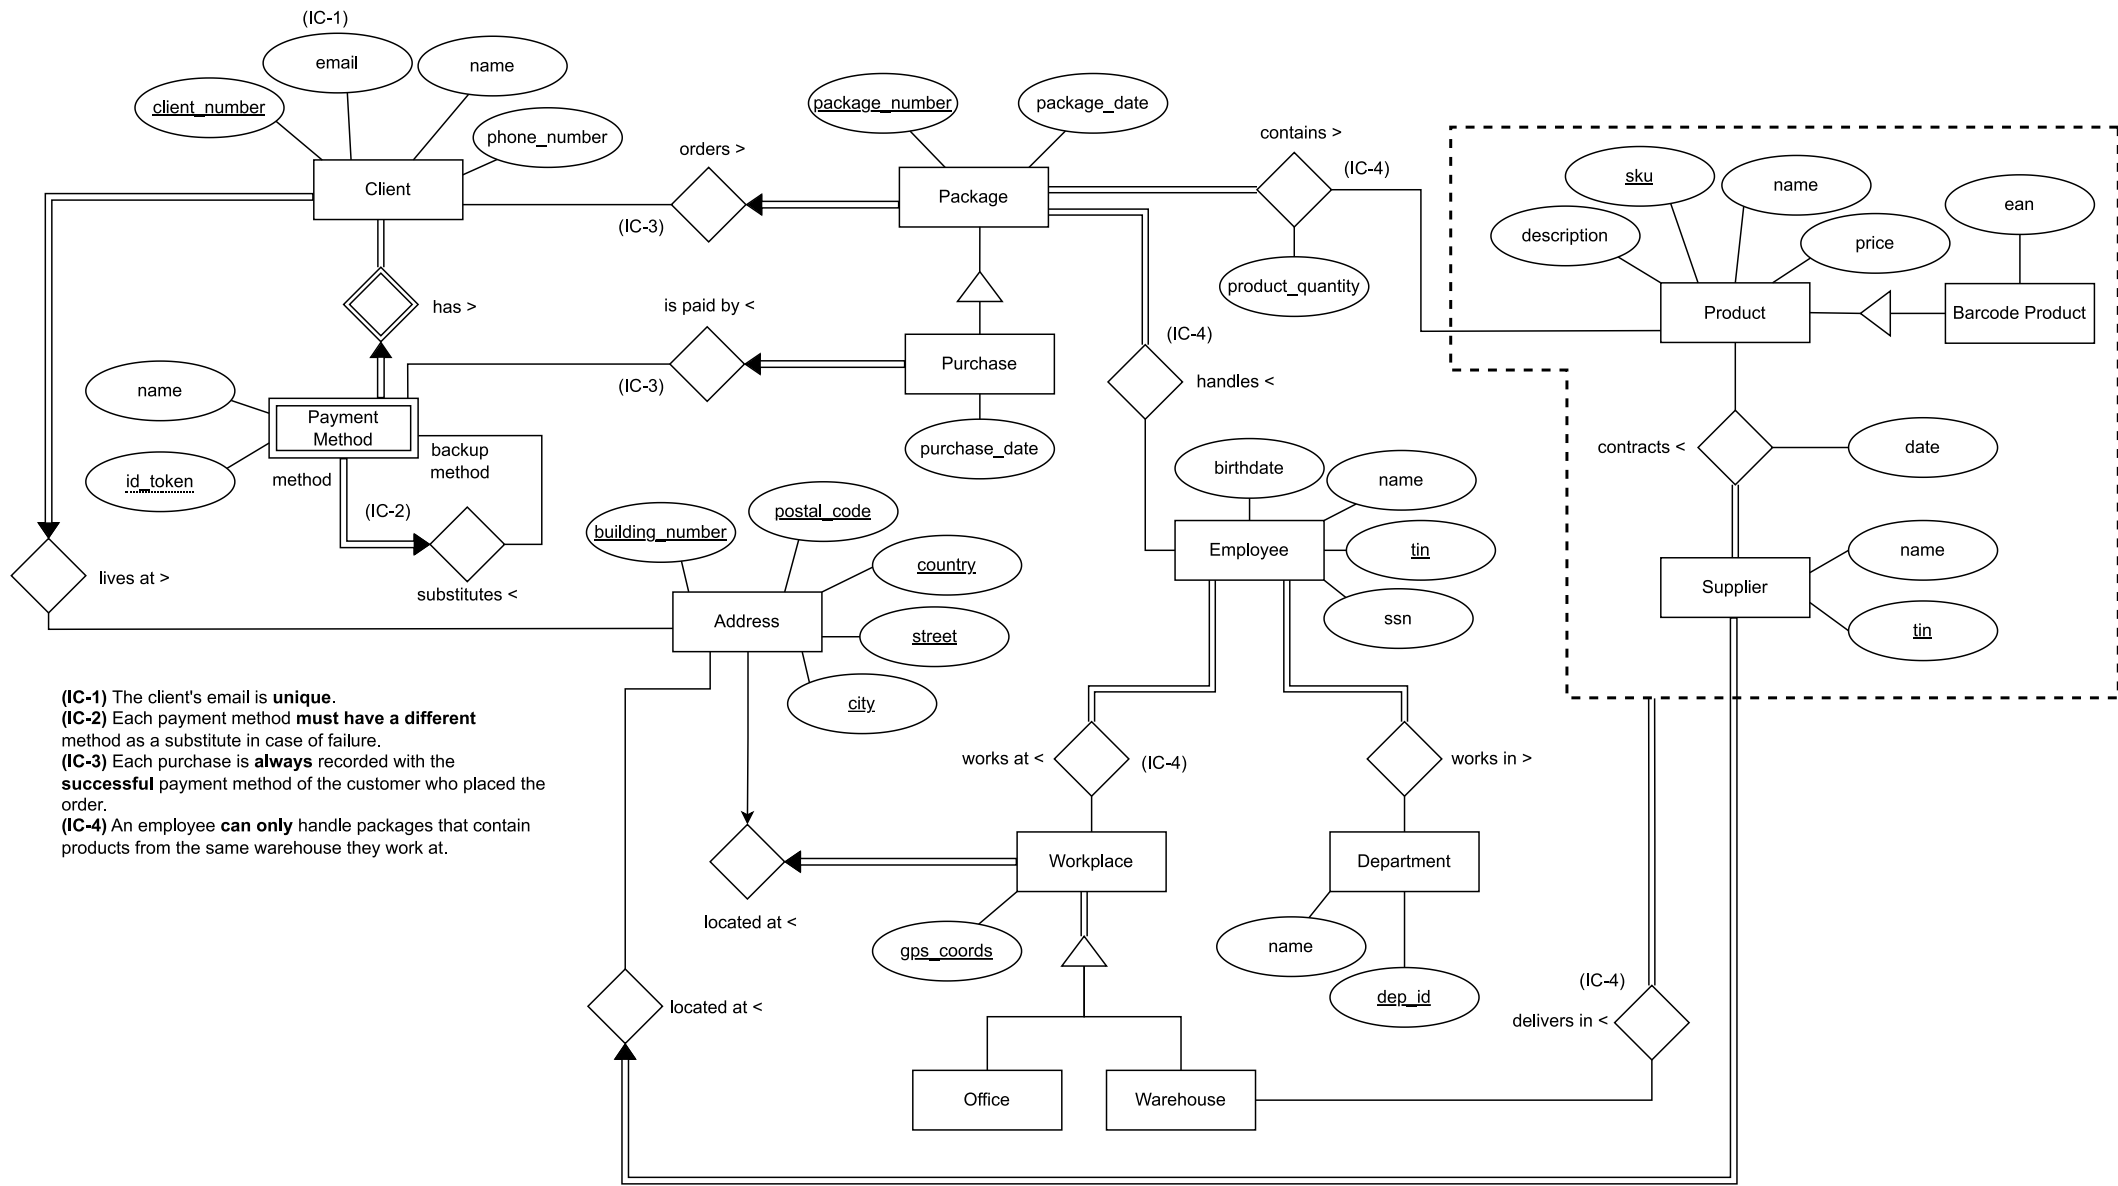 (IC-1)
email
name
client_number
phone_number
Client
orders >
(IC-3)
package_number
package_date
Package
contains >
(IC-4)
product_quantity
sku
name
ean
description
price
Product
Barcode Product
has >
is paid by <
(IC-3)
Purchase
purchase_date
(IC-4)
handles <
name
Payment
Method
id_token
method
backup
method
(IC-2)
substitutes <
lives at >
contracts <
date
birthdate
name
Employee
tin
ssn
building_number
postal_code
country
Address
street
city
name
Supplier
tin
(IC-1) The client's email is unique.
(IC-2) Each payment method must have a different
method as a substitute in case of failure.
(IC-3) Each purchase is always recorded with the
successful payment method of the customer who placed the
order.
(IC-4) An employee can only handle packages that contain
products from the same warehouse they work at.
works at <
(IC-4)
works in >
Workplace
Department
located at <
gps_coords
name
dep_id
located at <
(IC-4)
delivers in <
Office
Warehouse